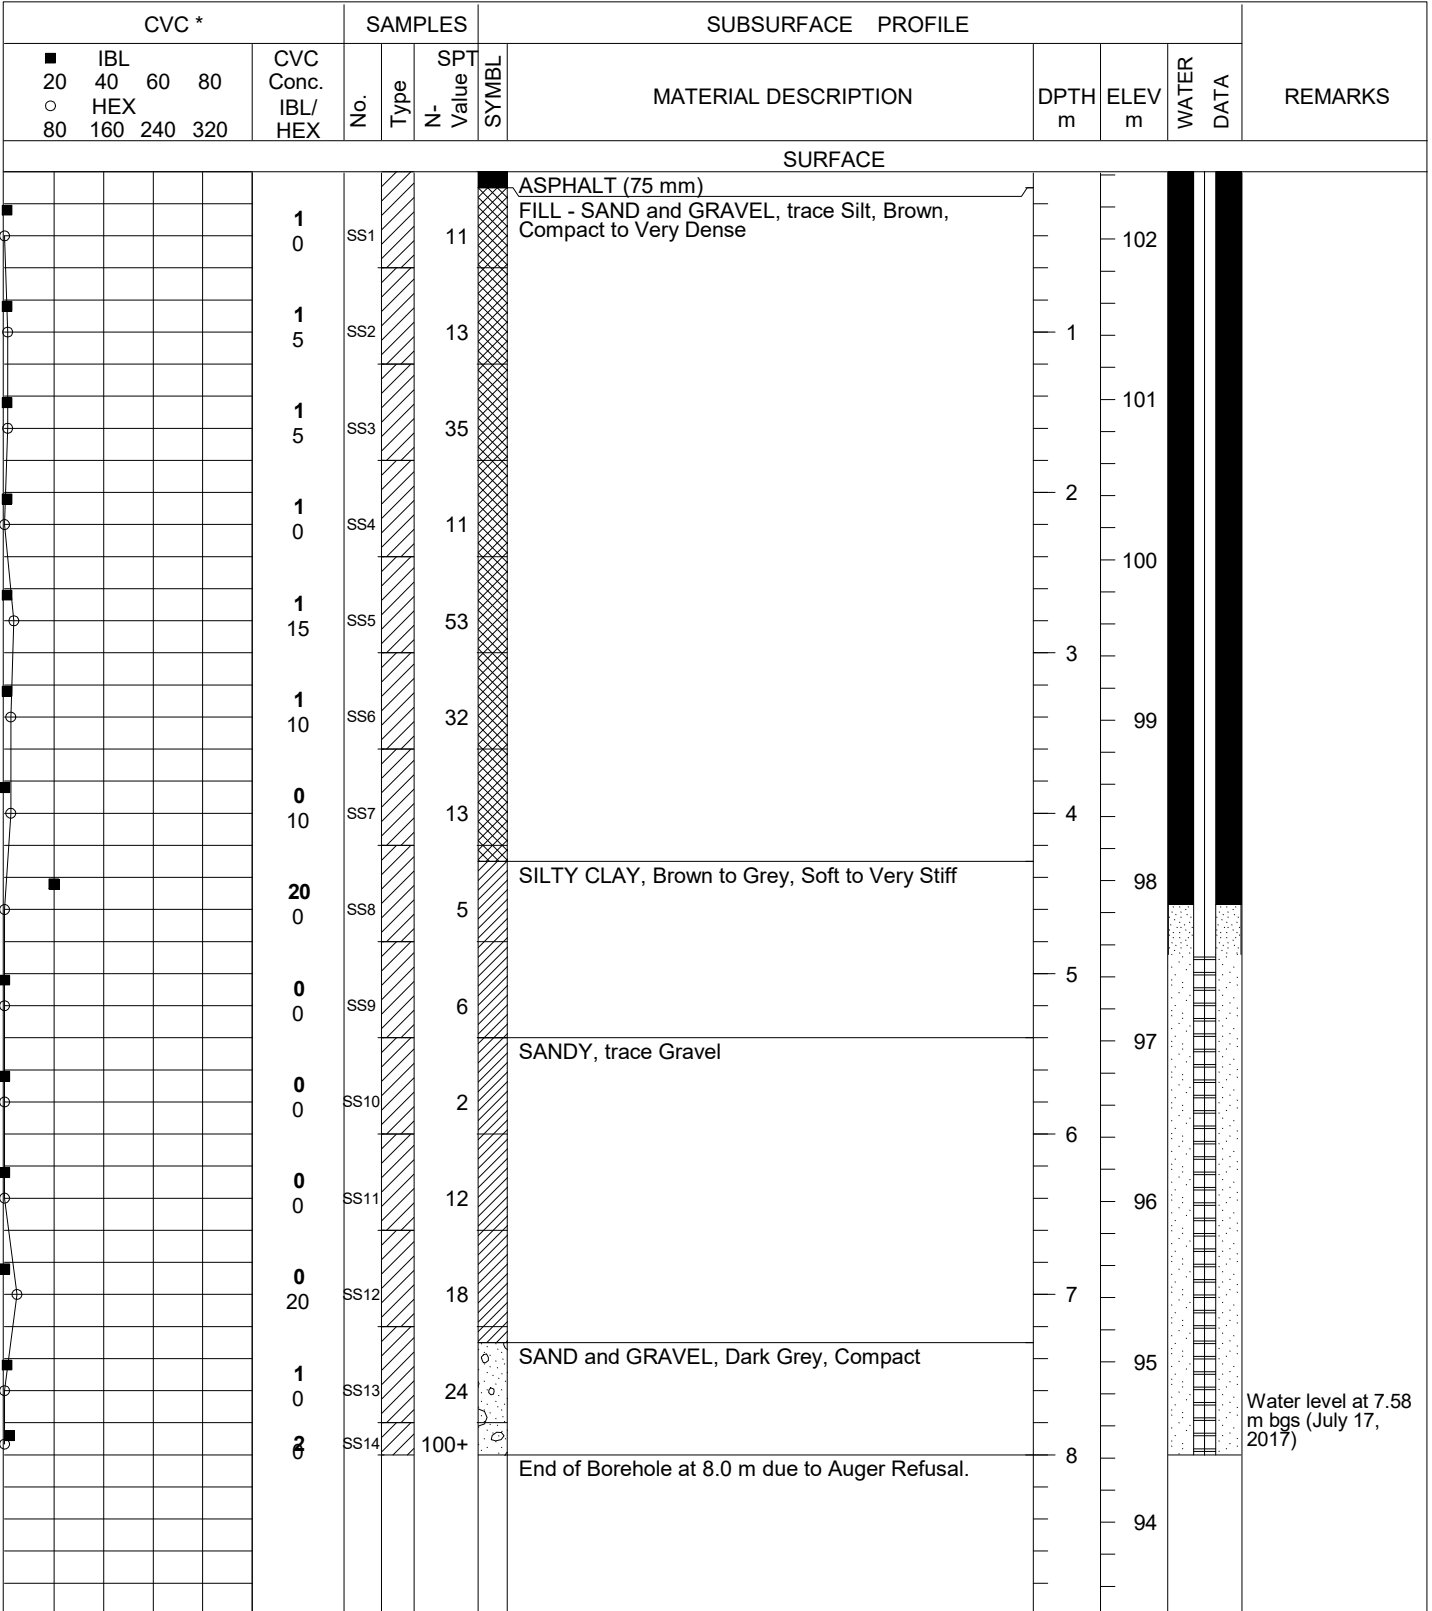 CVC *
SAMPLES
SUBSURFACE PROFILE
IBL
20 40 60 80
HEX
80 160 240 320
CVC
Conc.
IBL/
HEX
No.
Type
SPT
N-
Value
SYMBL
MATERIAL DESCRIPTION
DPTH
m
ELEV
m
WATER
DATA
REMARKS
SURFACE
ASPHALT (75 mm)
FILL - SAND and GRAVEL, trace Silt, Brown,
Compact to Very Dense
1
0
SS1
11
102
1
5
SS2
13
1
101
1
5
SS3
35
2
1
0
SS4
11
100
1
15
SS5
53
3
1
10
SS6
32
99
0
10
SS7
13
4
SILTY CLAY, Brown to Grey, Soft to Very Stiff
98
20
0
SS8
5
5
0
0
SS9
6
97
SANDY, trace Gravel
0
0
SS10
2
6
0
0
SS11
12
96
0
20
SS12
18
7
SAND and GRAVEL, Dark Grey, Compact
95
1
0
SS13
24
Water level at 7.58
m bgs (July 17,
2017)
2
0
SS14
100+
8
End of Borehole at 8.0 m due to Auger Refusal.
94